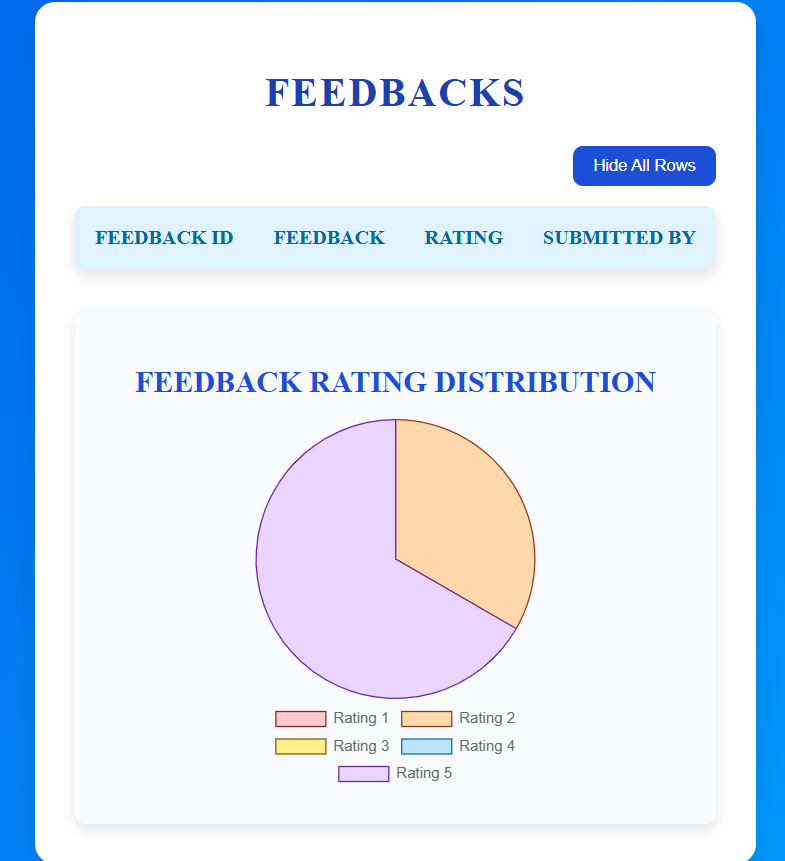 FEEDBACKS
Hide All Rows
FEEDBACK ID FEEDBACK RATING SUBMITTED BY
FEEDBACK RATING DISTRIBUTION
Rating 1 Rating 2
Rating 3 Rating 4
Rating 5